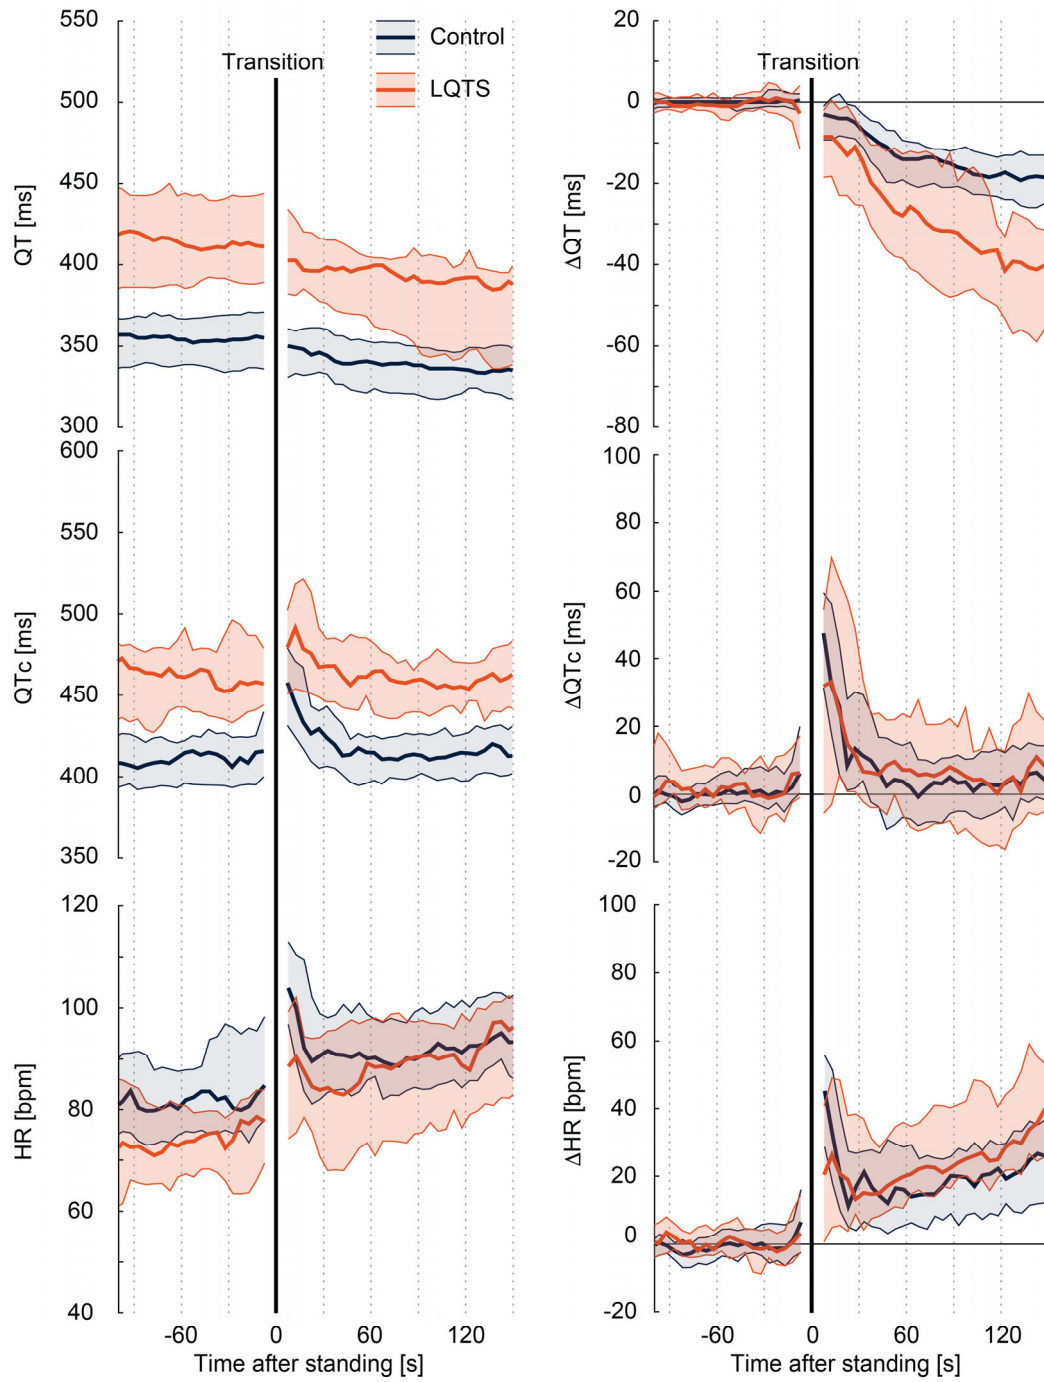 Control
LQTS
Transition
550
500
450
400
350
300
QT [ms]
Transition
20
0
-20
-40
-60
-80
ΔQT [ms]
600
550
500
450
400
350
QTc [ms]
100
80
60
40
20
0
-20
ΔQTc [ms]
120
100
80
60
40
HR [bpm]
-60 0 60 120
Time after standing [s]
100
80
60
40
20
0
-20
ΔHR [bpm]
-60 0 60 120
Time after standing [s]